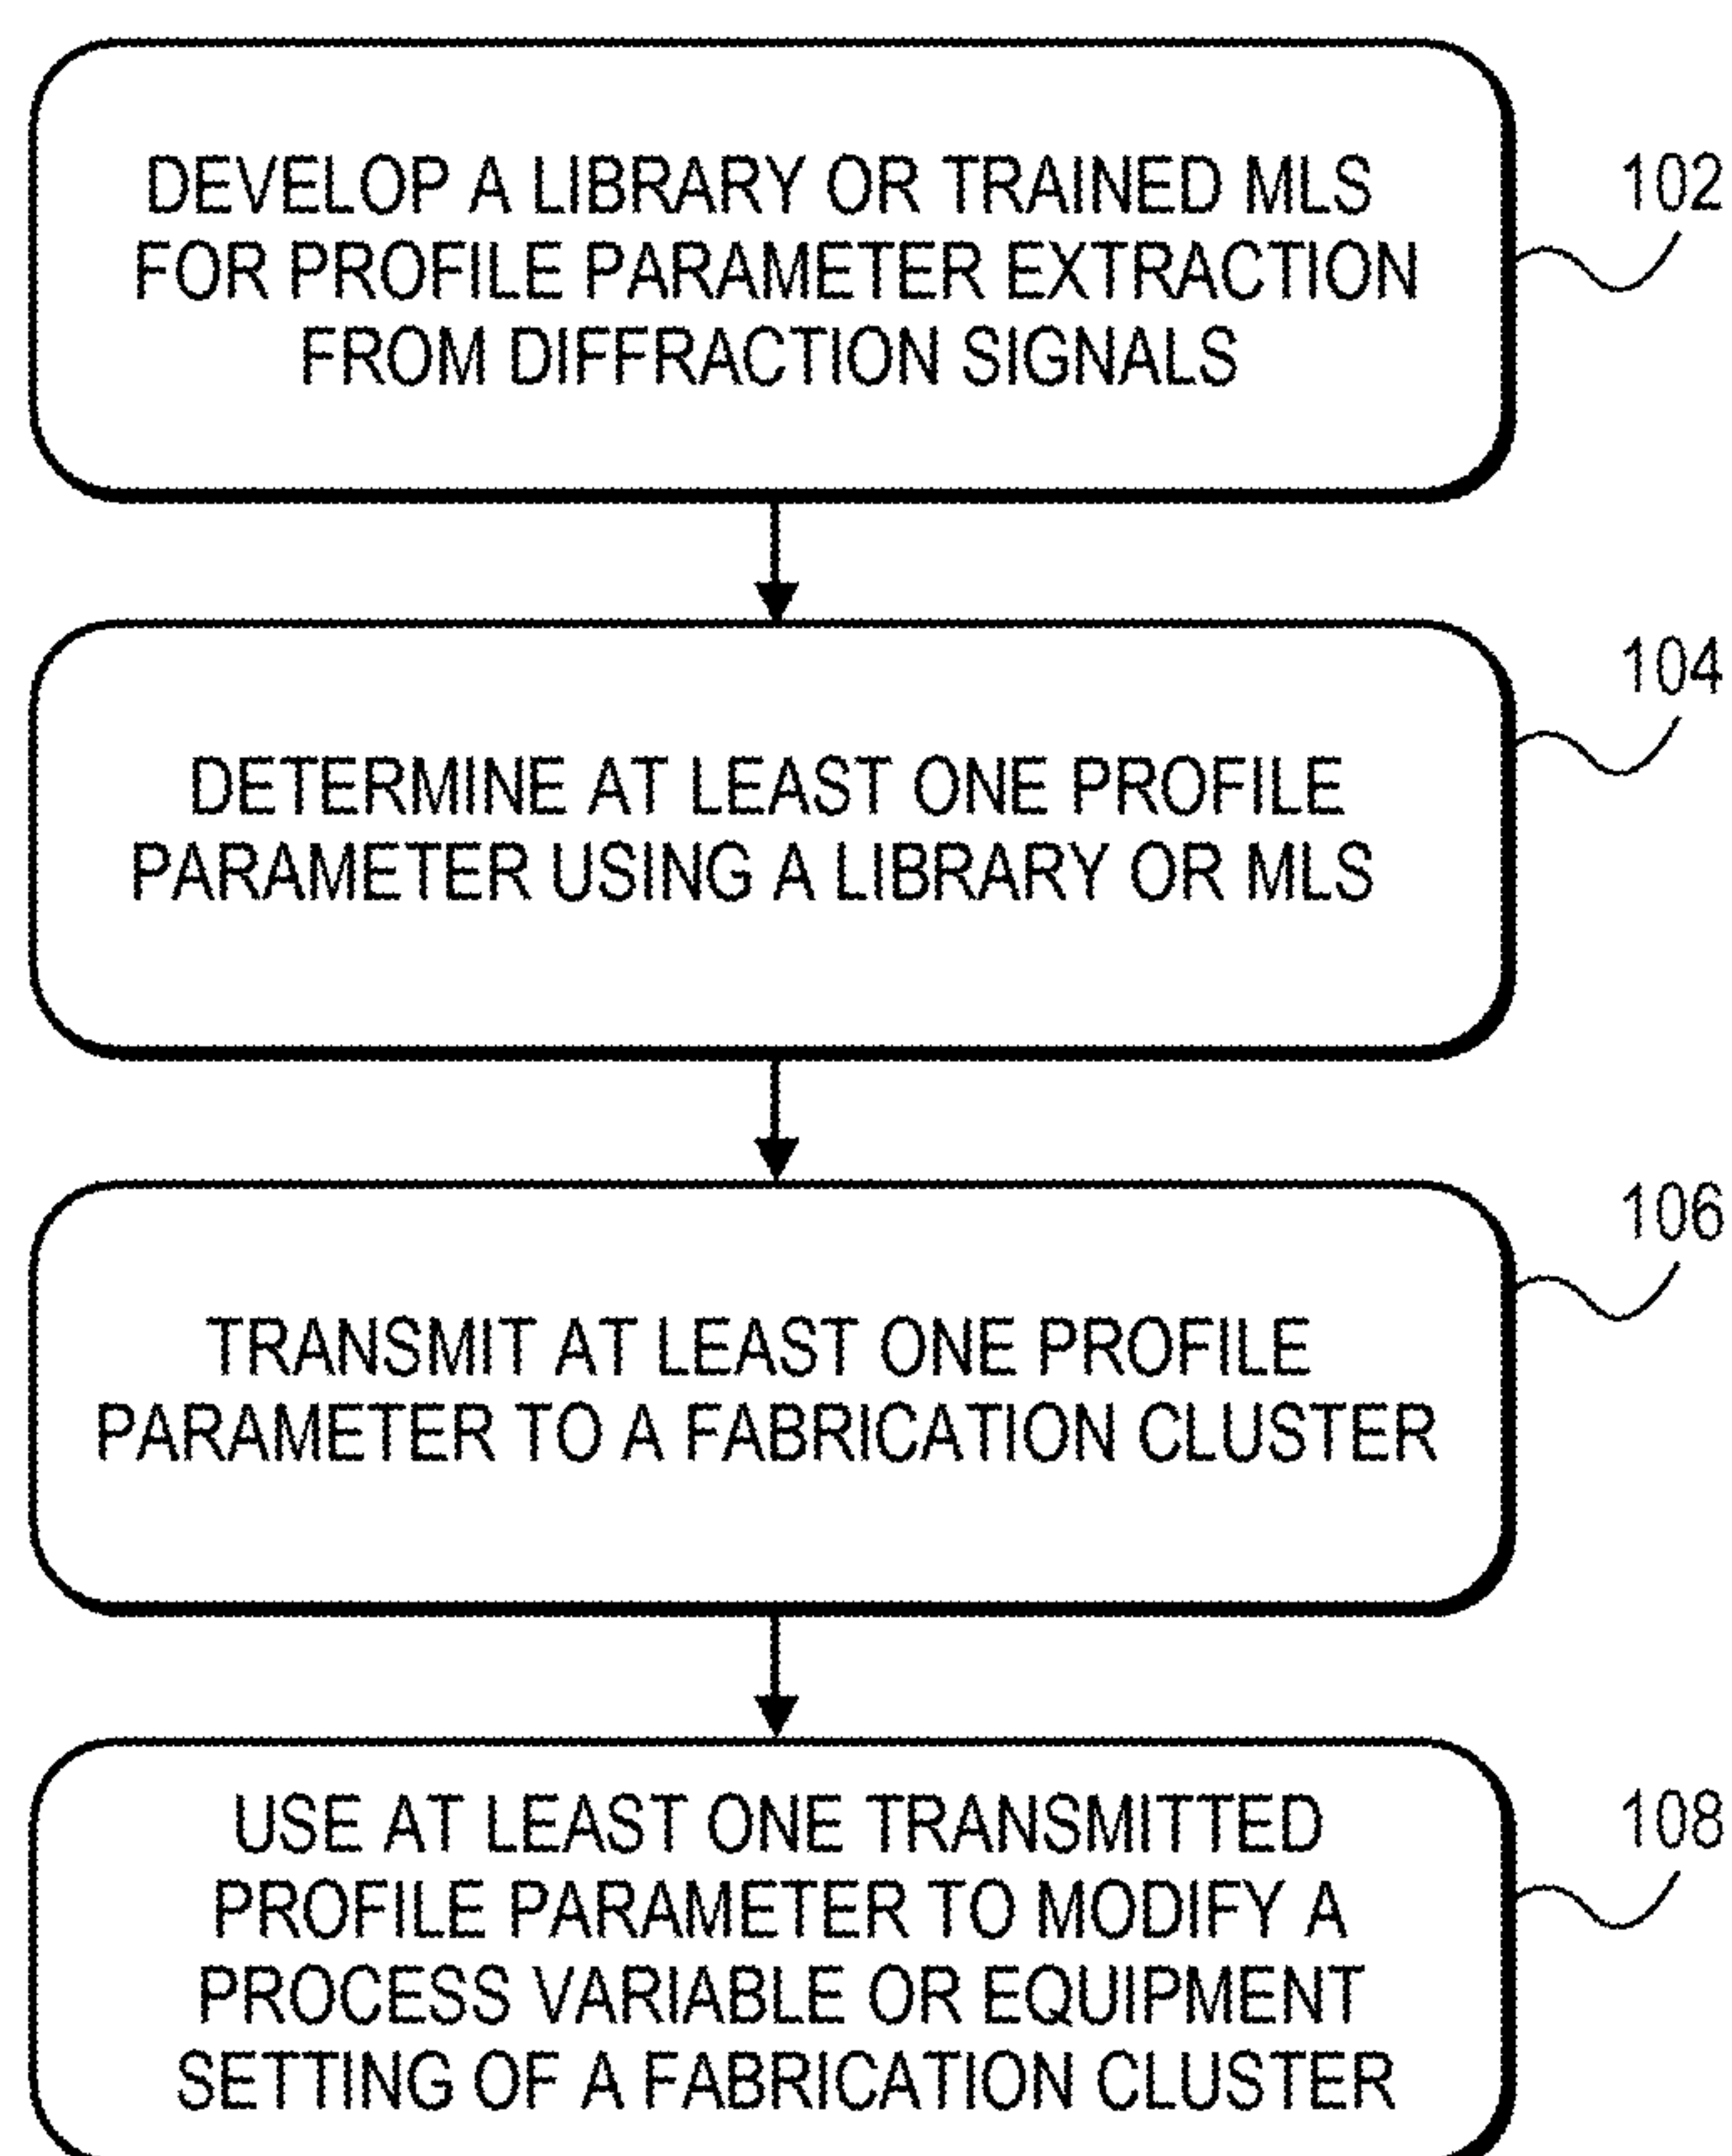 DEVELOP A LIBRARY OR TRAINED MLS
FOR PROFILE PARAMETER EXTRACTION
FROM DIFFRACTION SIGNALS
102
DETERMINE AT LEAST ONE PROFILE
PARAMETER USING A LIBRARY OR MLS
104
TRANSMIT AT LEAST ONE PROFILE
PARAMETER TO A FABRICATION CLUSTER
106
USE AT LEAST ONE TRANSMITTED
PROFILE PARAMETER TO MODIFY A
PROCESS VARIABLE OR EQUIPMENT
SETTING OF A FABRICATION CLUSTER
108